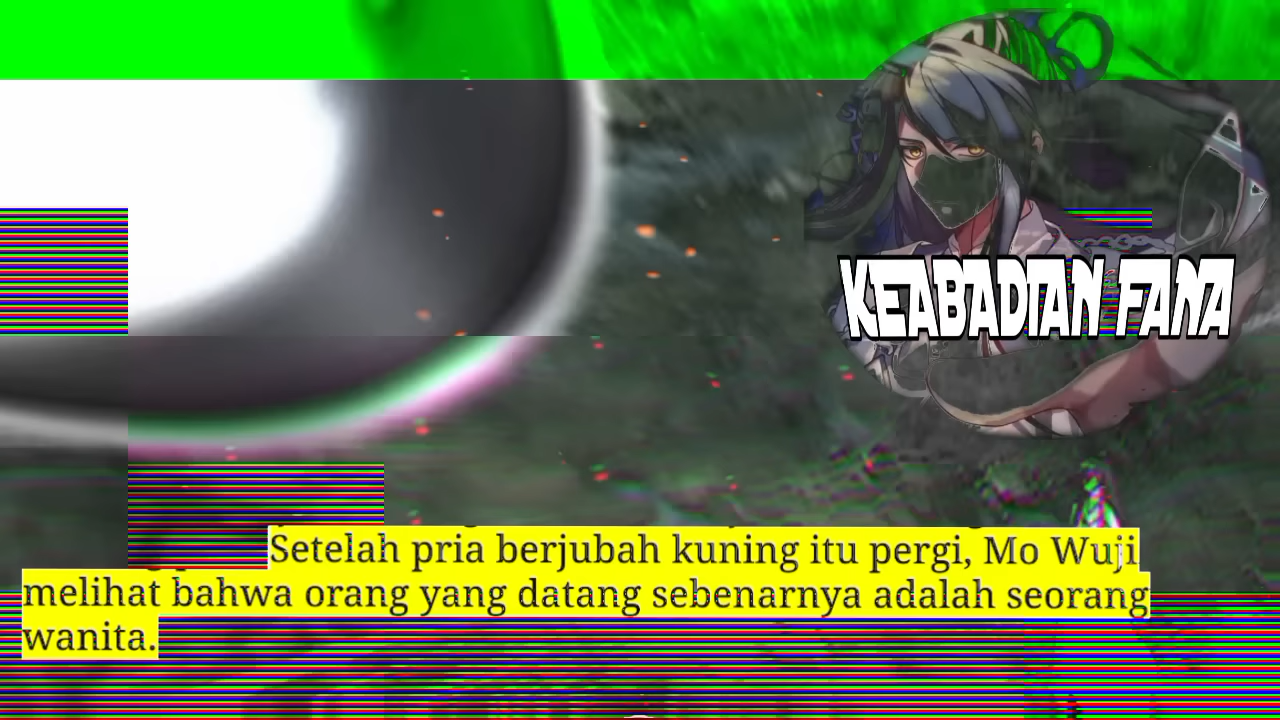 KEABADIAN FANA
Setelah pria berjubah kuning itu pergi, Mo Wuji
melihat bahwa orang yang datang sebenarnya adalah seorang
wanita.